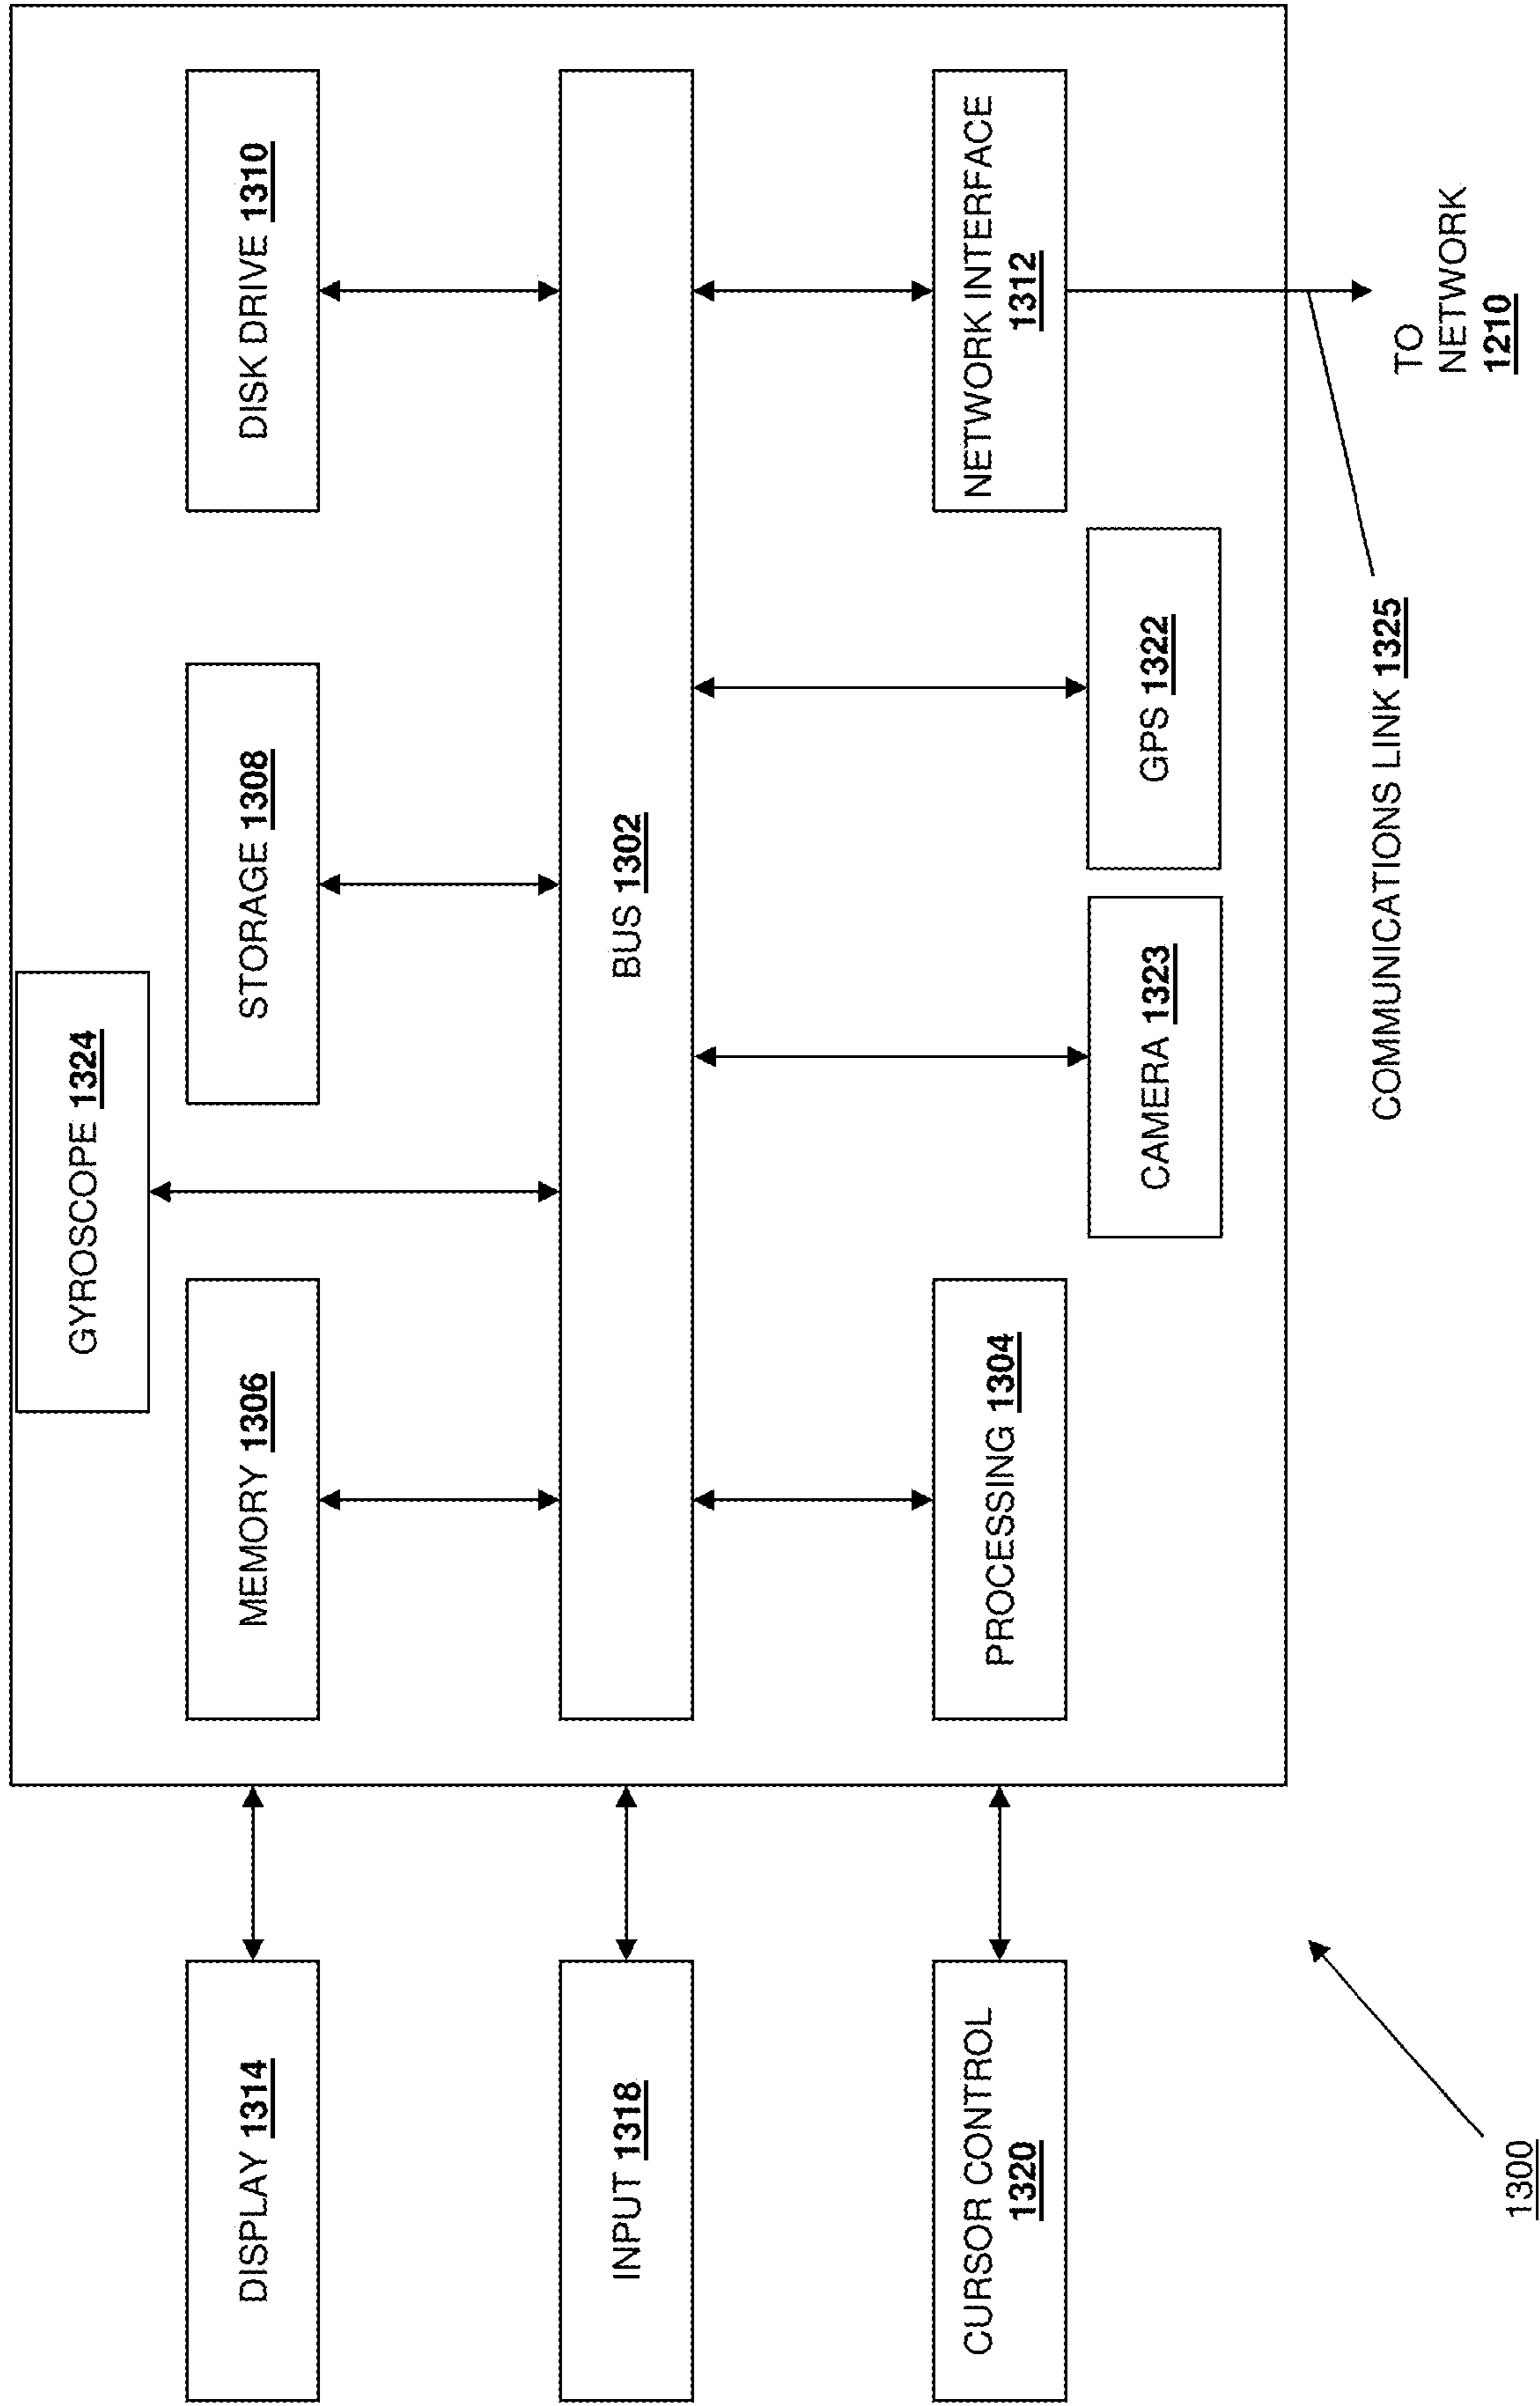 GYROSCOPE 1324
DISPLAY 1314
MEMORY 1306
STORAGE 1308
DISK DRIVE 1310
INPUT 1318
BUS 1302
CURSOR CONTROL
1320
PROCESSING 1304
NETWORK INTERFACE
1312
CAMERA 1323
GPS 1322
COMMUNICATIONS LINK 1325
TO
NETWORK
1210
1300